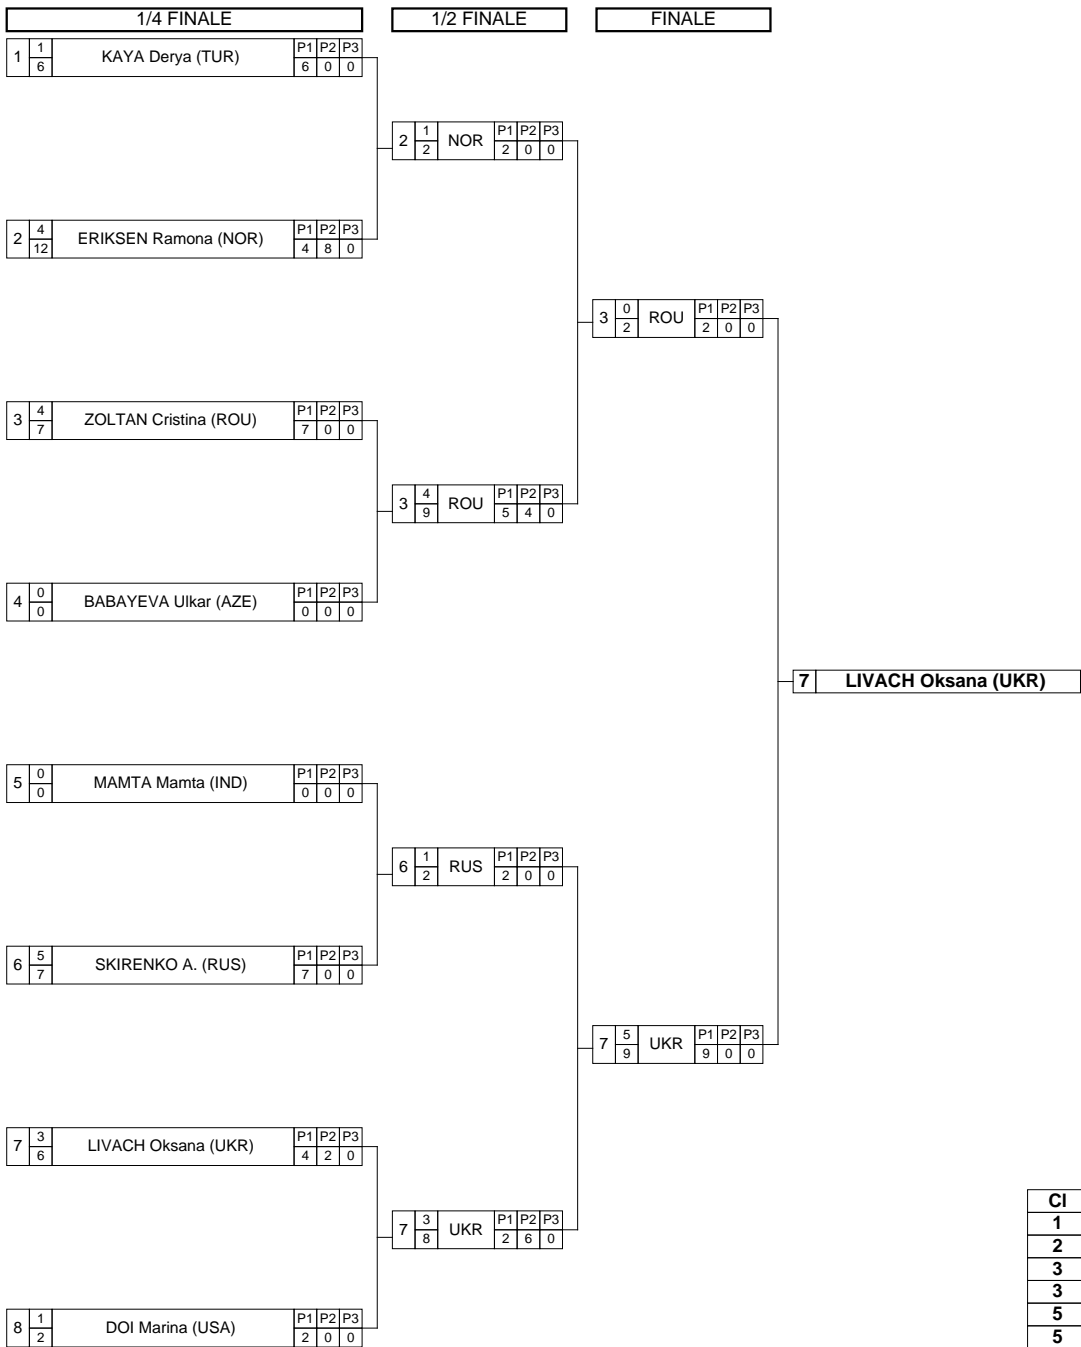 1/4 FINALE 1/2 FINALE FINALE
1 1 6 KAYA Derya (TUR) P1 P2 P3 6 0 0
2 1 2 NOR P1 P2 P3 2 0 0
2 4 12 ERIKSEN Ramona (NOR) P1 P2 P3 4 8 0
3 0 2 ROU P1 P2 P3 2 0 0
3 4 7 ZOLTAN Cristina (ROU) P1 P2 P3 7 0 0
3 4 9 ROU P1 P2 P3 5 4 0
4 0 0 BABAYEVA Ulkar (AZE) P1 P2 P3 0 0 0
7 LIVACH Oksana (UKR)
5 0 0 MAMTA Mamta (IND) P1 P2 P3 0 0 0
6 1 2 RUS P1 P2 P3 2 0 0
6 5 7 SKIRENKO A. (RUS) P1 P2 P3 7 0 0
7 5 9 UKR P1 P2 P3 9 0 0
7 3 6 LIVACH Oksana (UKR) P1 P2 P3 4 2 0
7 3 8 UKR P1 P2 P3 2 6 0
8 1 2 DOI Marina (USA) P1 P2 P3 2 0 0
Cl
1
2
3
3
5
5